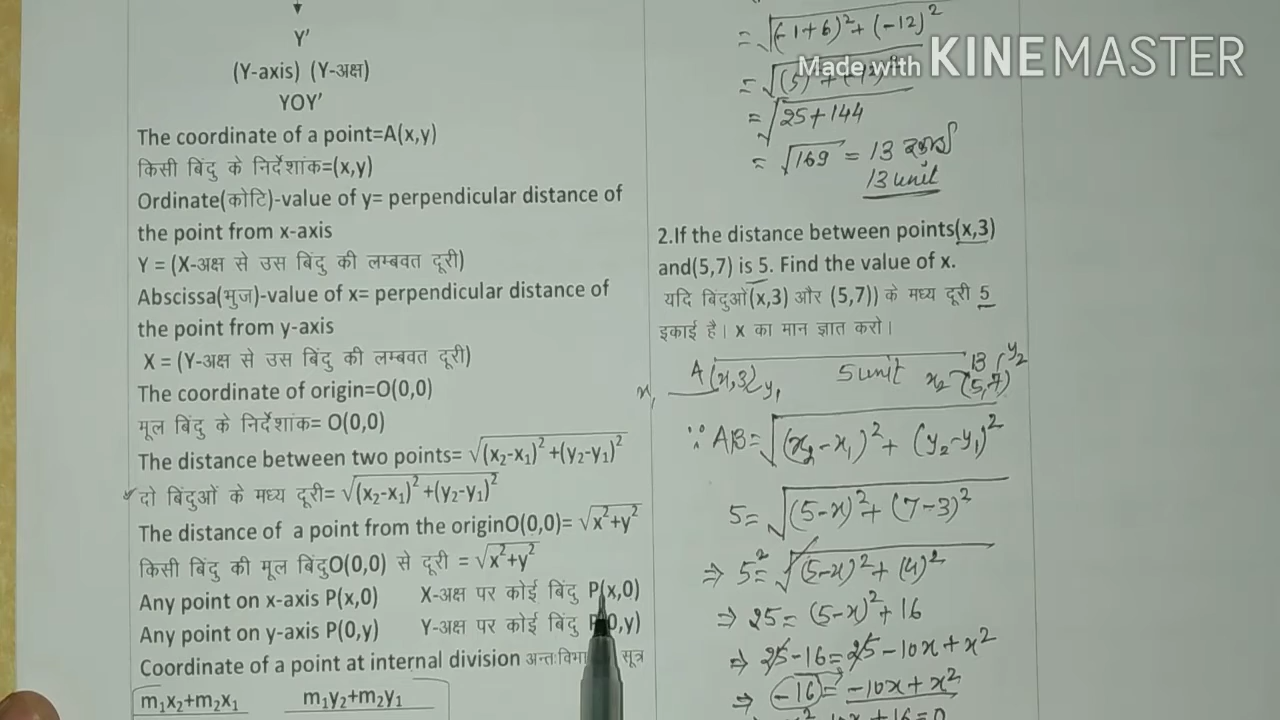 Y'
(Y-axis) (Y-अक्ष)
YOY'
The coordinate of a point=A(x,y)
किसी बिंदु के निर्देशांक=(x,y)
Ordinate(कोटि)-value of y= perpendicular distance of
the point from x-axis
Y = (X-अक्ष से उस बिंदु की लम्बवत दूरी)
Abscissa(भुज)-value of x= perpendicular distance of
the point from y-axis
X = (Y-अक्ष से उस बिंदु की लम्बवत दूरी)
The coordinate of origin=O(0,0)
मूल बिंदु के निर्देशांक= O(0,0)
The distance between two points= √(x₂-x₁)²+(y₂-y₁)²
दो बिंदुओं के मध्य दूरी= √(x₂-x₁)²+(y₂-y₁)²
The distance of a point from the originO(0,0)= √x²+y²
किसी बिंदु की मूल बिंदुO(0,0) से दूरी = √x²+y²
Any point on x-axis P(x,0) X-अक्ष पर कोई बिंदु P(x,0)
Any point on y-axis P(0,y) Y-अक्ष पर कोई बिंदु P(0,y)
Coordinate of a point at internal division सूत्र
m₁x₂+m₂x₁ m₁y₂+m₂y₁
= √(-1+6)²+(-12)²
Made with KINEMASTER
= √25+144
= √169 = 13 इकाई
13 unit
2.If the distance between points(x,3)
and(5,7) is 5. Find the value of x.
यदि बिंदुओं(x,3) और (5,7)) के मध्य दूरी 5
इकाई है। x का मान ज्ञात करो।
x₁ A(x,3) y₁ 5 unit x₂ B(5,7) y₂
∵ AB= √(x₂-x₁)²+ (y₂-y₁)²
5= √(5-x)²+ (7-3)²
⇒ 5²= √(5-x)²+ (4)²
⇒ 25= (5-x)²+ 16
⇒ 25-16= 25-10x+x²
⇒ -16= -10x+x²